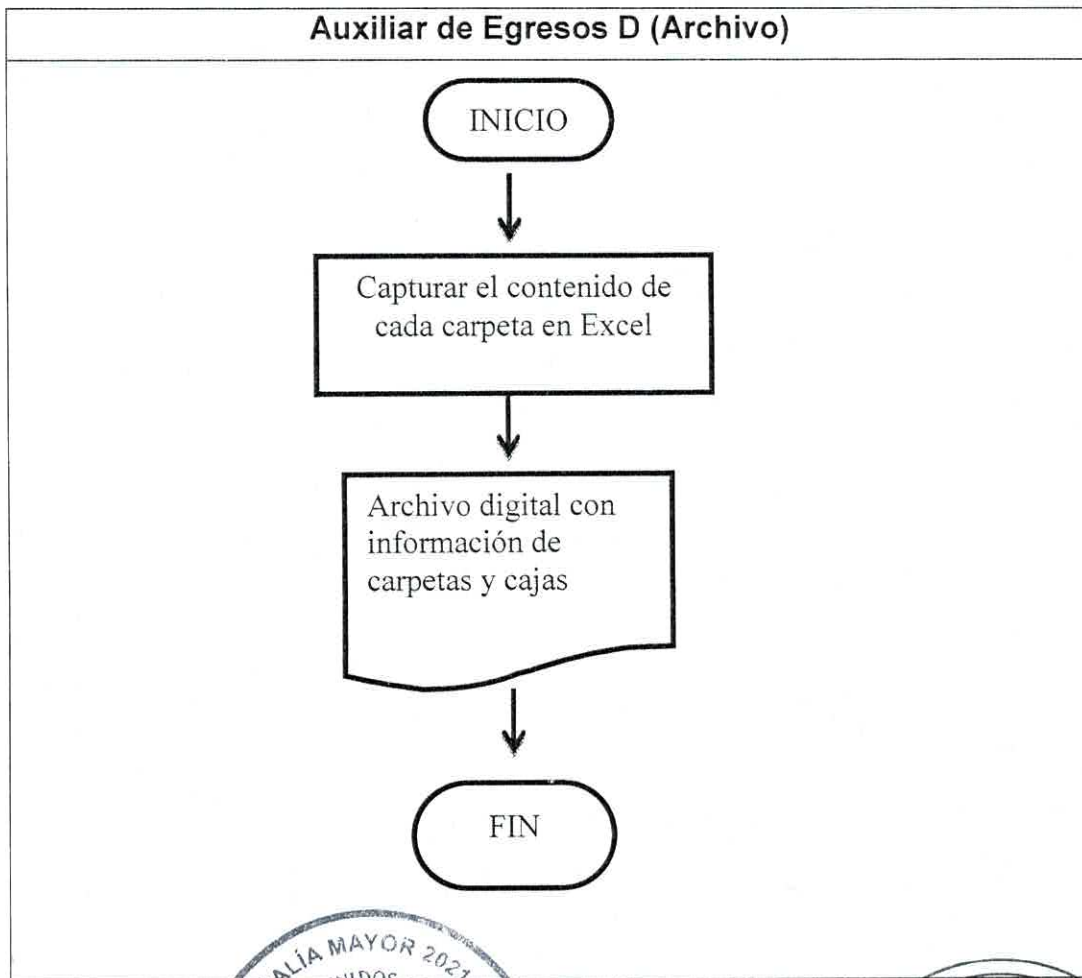 Auxiliar de Egresos D (Archivo)
INICIO
Capturar el contenido de
cada carpeta en Excel
Archivo digital con
información de
carpetas y cajas
FIN
MAYOR